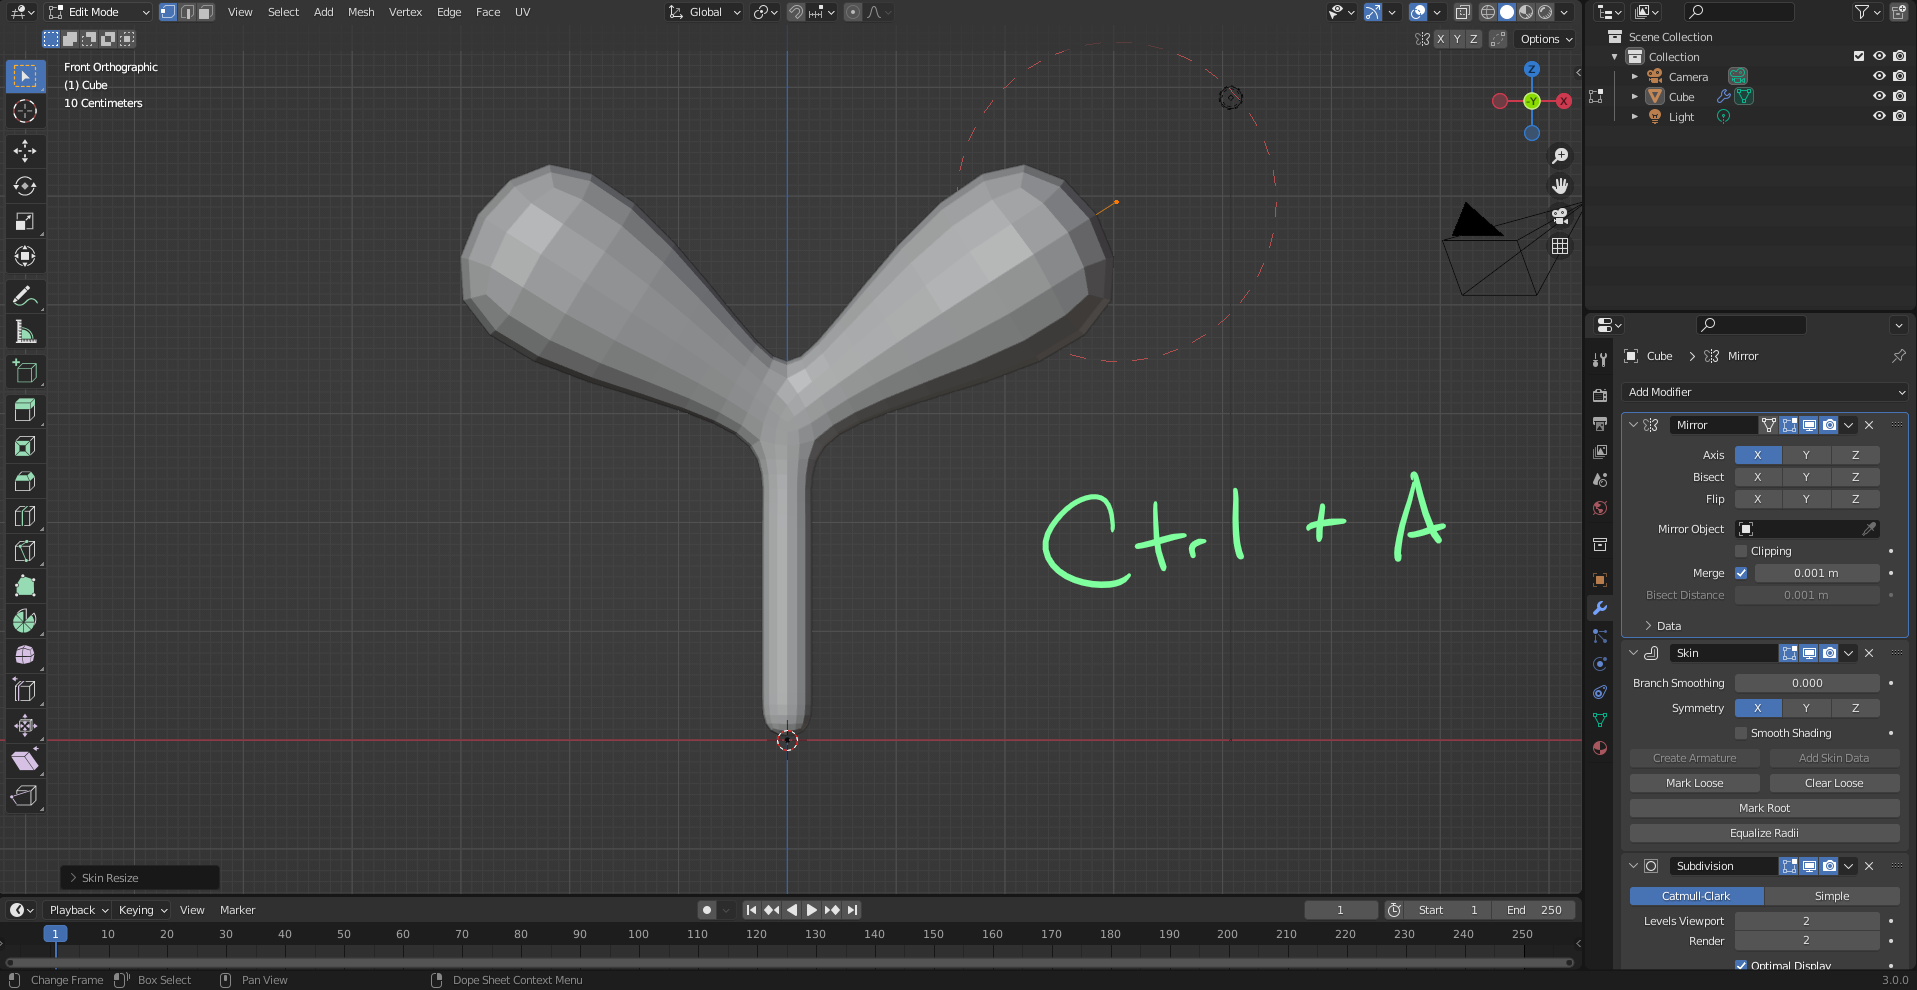 Edit Mode View Select Add Mesh Vertex Edge Face UV Global
X Y Z Options
Front Orthographic
(1) Cube
10 Centimeters
Z
-Y X
Ctrl + A
Skin Resize
Scene Collection
Collection
Camera
Cube
Light
Cube > Mirror
Add Modifier
Mirror
Axis X Y Z
Bisect X Y Z
Flip X Y Z
Mirror Object
Clipping
Merge 0.001 m
Bisect Distance 0.001 m
> Data
Skin
Branch Smoothing 0.000
Symmetry X Y Z
Smooth Shading
Create Armature Add Skin Data
Mark Loose Clear Loose
Mark Root
Equalize Radii
Subdivision
Catmull-Clark Simple
Levels Viewport 2
Render 2
Optimal Display
Playback Keying View Marker 1 Start 1 End 250
1 10 20 30 40 50 60 70 80 90 100 110 120 130 140 150 160 170 180 190 200 210 220 230 240 250
Change Frame Box Select Pan View Dope Sheet Context Menu 3.0.0